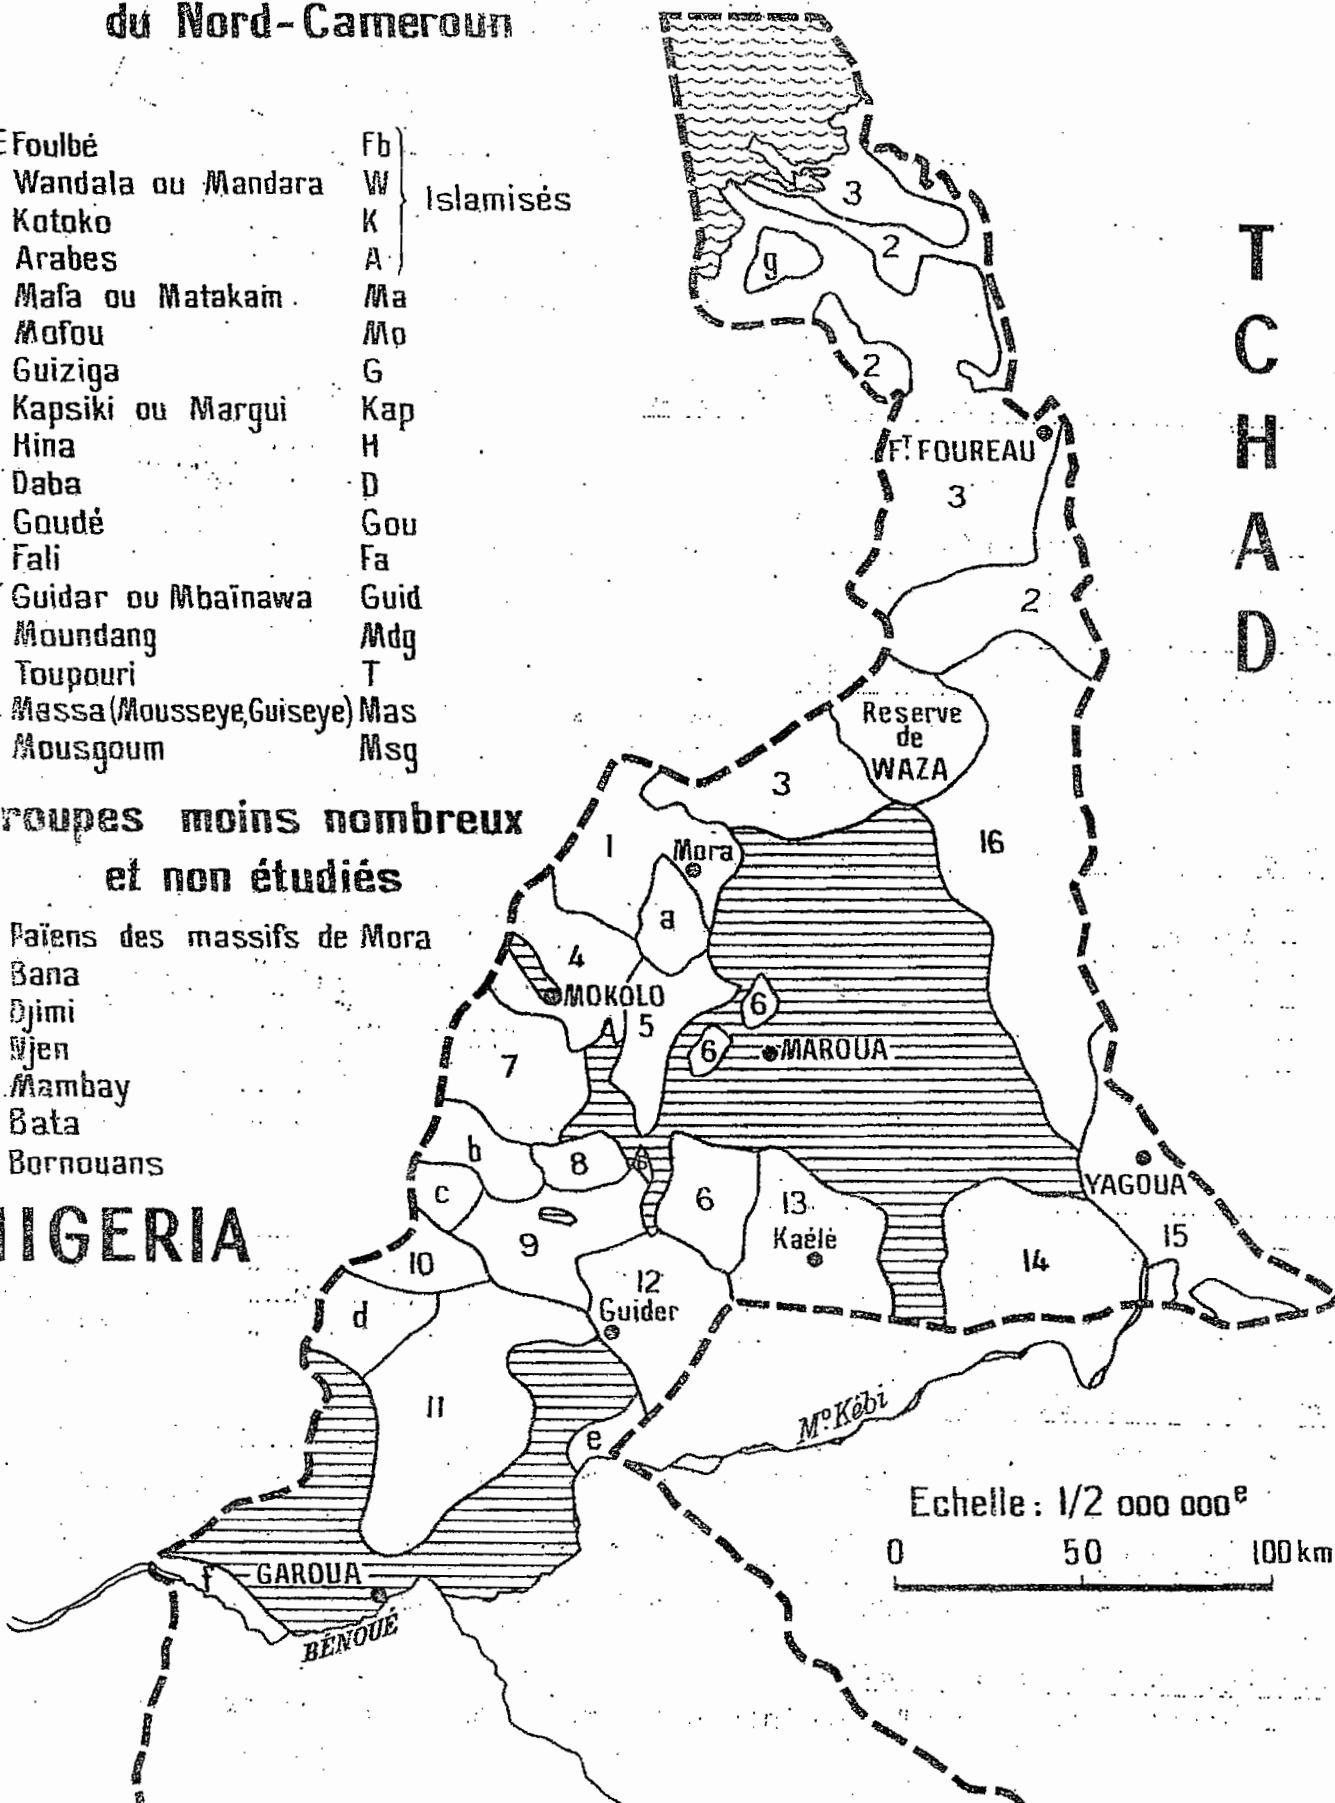 du Nord-Cameroun
Foulbé Fb
Wandala ou Mandara W
Kotoko K
Arabes A
Islamisés
Mafa ou Matakam Ma
Mofou Mo
Guiziga G
Kapsiki ou Margui Kap
Hina H
Daba D
Goudé Gou
Fali Fa
Guidar ou Mbaïnawa Guid
Moundang Mdg
Toupouri T
Massa (Mousseye,Guiseye) Mas
Mousgoum Msg
roupes moins nombreux
et non étudiés
Païens des massifs de Mora
Bana
Djimi
Njen
Mambay
Bata
Bornouans
NIGERIA
TCHAD
3
2
g
2
FT FOUREAU
3
2
Reserve
de
WAZA
3
16
1
Mora
a
4
MOKOLO
5
6
6
MAROUA
7
b
8
6
c
6
13
YAGOUA
Kaélé
15
9
14
10
12
Guider
d
11
e
Mo. Kébi
Echelle : 1/2 000 000e
0 50 100 km
f
GAROUA
BÉNOUÉ